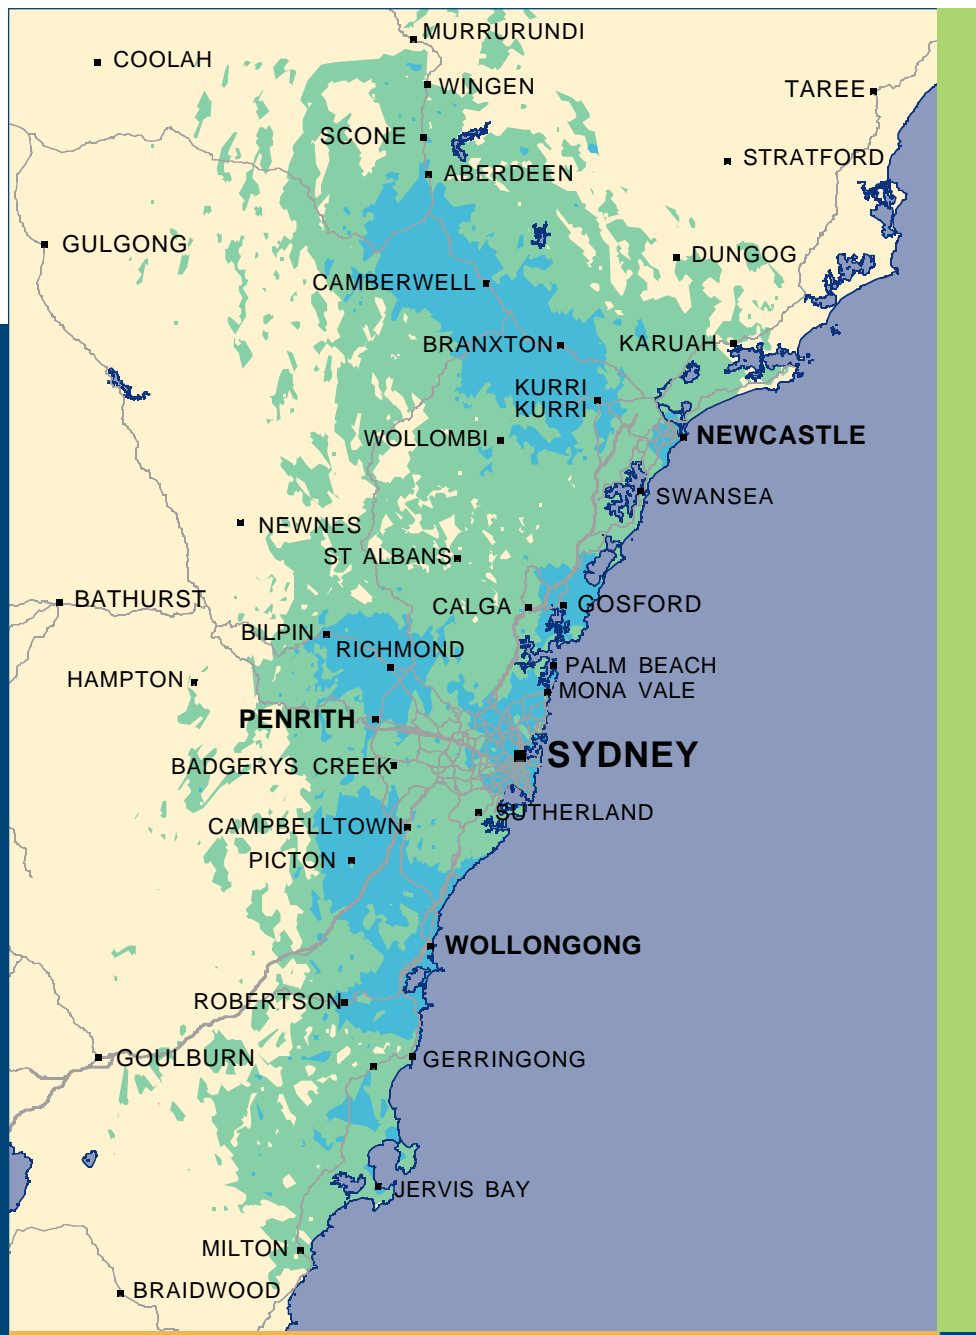 MURRURUNDI
COOLAH
WINGEN
TAREE
SCONE
STRATFORD
ABERDEEN
GULGONG
DUNGOG
CAMBERWELL
BRANXTON
KARUAH
KURRI
KURRI
WOLLOMBI
NEWCASTLE
SWANSEA
NEWNES
ST ALBANS
BATHURST
CALGA
GOSFORD
BILPIN
RICHMOND
PALM BEACH
HAMPTON
MONA VALE
PENRITH
SYDNEY
BADGERYS CREEK
SUTHERLAND
CAMPBELLTOWN
PICTON
WOLLONGONG
ROBERTSON
GOULBURN
GERRINGONG
JERVIS BAY
MILTON
BRAIDWOOD